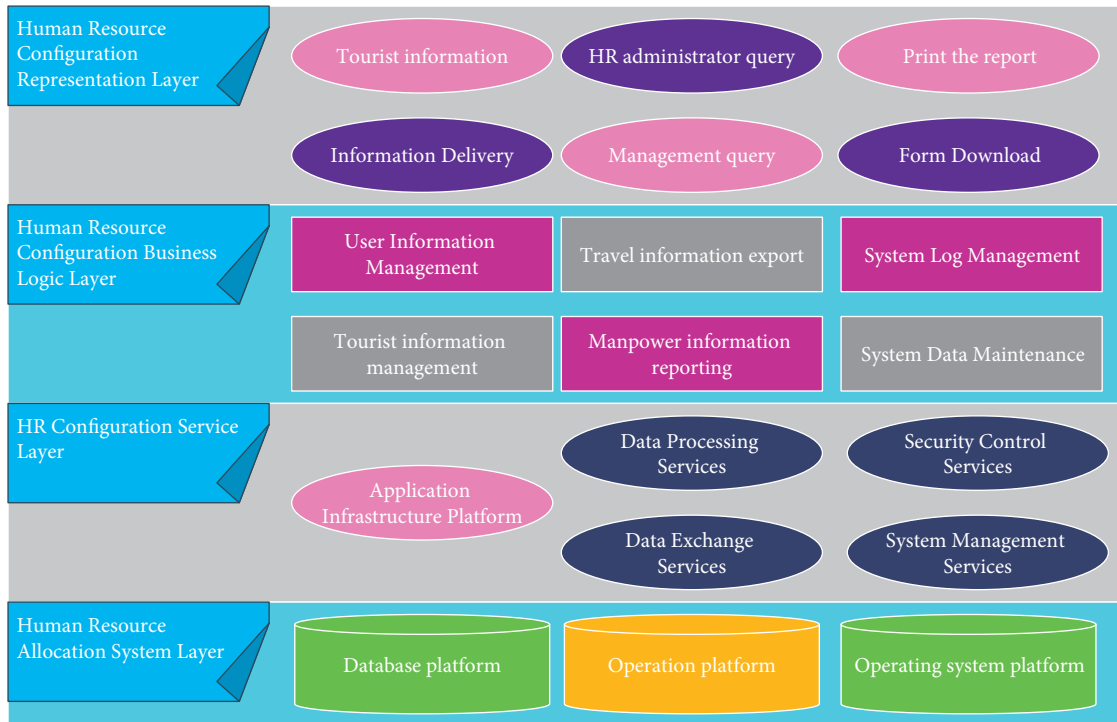 Human Resource
Configuration
Representation Layer
Tourist information
HR administrator query
Print the report
Information Delivery
Management query
Form Download
Human Resource
Configuration Business
Logic Layer
User Information
Management
Travel information export
System Log Management
Tourist information
management
Manpower information
reporting
System Data Maintenance
HR Configuration Service
Layer
Application
Infrastructure Platform
Data Processing
Services
Security Control
Services
Data Exchange
Services
System Management
Services
Human Resource
Allocation System Layer
Database platform
Operation platform
Operating system platform